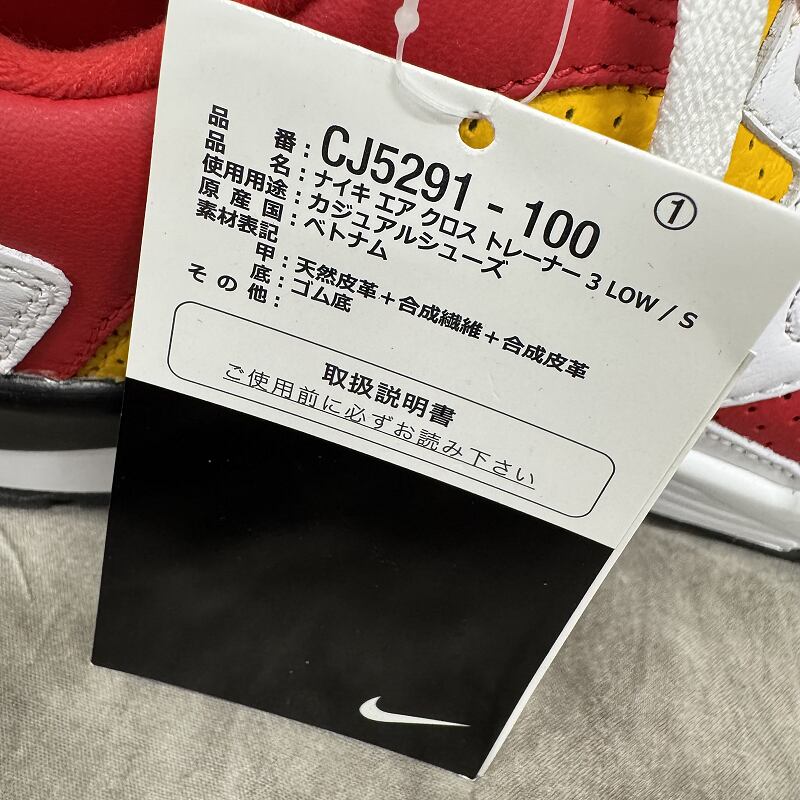 品番：CJ5291 - 100
①
品名：ナイキ エア クロス トレーナー 3 LOW / S
使用用途：カジュアルシューズ
原産国：ベトナム
素材表記
甲：天然皮革＋合成繊維＋合成皮革
底：ゴム底
その他：
取扱説明書
ご使用前に必ずお読み下さい